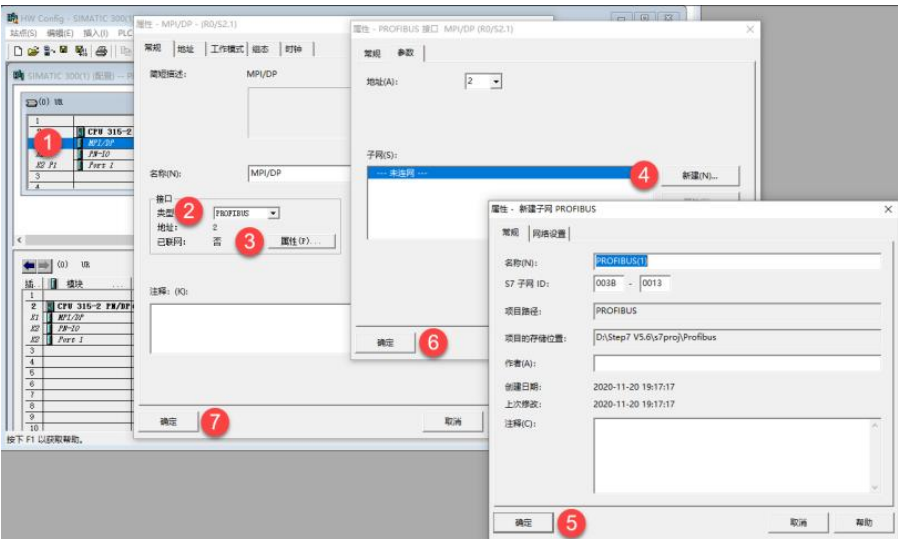 HW Config - SIMATIC 300(1
站点(S) 编辑(E) 插入(I) PLC
SIMATIC 300(1) (配置) -- P
(0) UR
1
CPU 315-2
1
MPI/DP
PN-IO
X2 P1 Port 1
3
4
(0) UR
插... 模块 ...
1
2 CPU 315-2 PN/DP
X1 MPI/DP
X2 PN-IO
X2 Port 1
3
4
5
6
7
8
9
10
按下 F1 以获取帮助。
属性 - MPI/DP - (R0/S2.1)
常规 地址 工作模式 组态 时钟
简短描述: MPI/DP
名称(N): MPI/DP
接口
类型 2 PROFIBUS
地址: 2
已联网: 否 3 属性(R)...
注释: (K):
确定 7 取消
属性 - PROFIBUS 接口 MPI/DP (R0/S2.1)
常规 参数
地址(A): 2
子网(S):
--- 未连网 --- 4 新建(N)...
确定 6
属性 - 新建子网 PROFIBUS
常规 网络设置
名称(N): PROFIBUS(1)
S7 子网 ID: 003B - 0013
项目路径: PROFIBUS
项目的存储位置: D:\Step7 V5.6\s7proj\Profibus
作者(A):
创建日期: 2020-11-20 19:17:17
上次修改: 2020-11-20 19:17:17
注释(C):
确定 5 取消 帮助